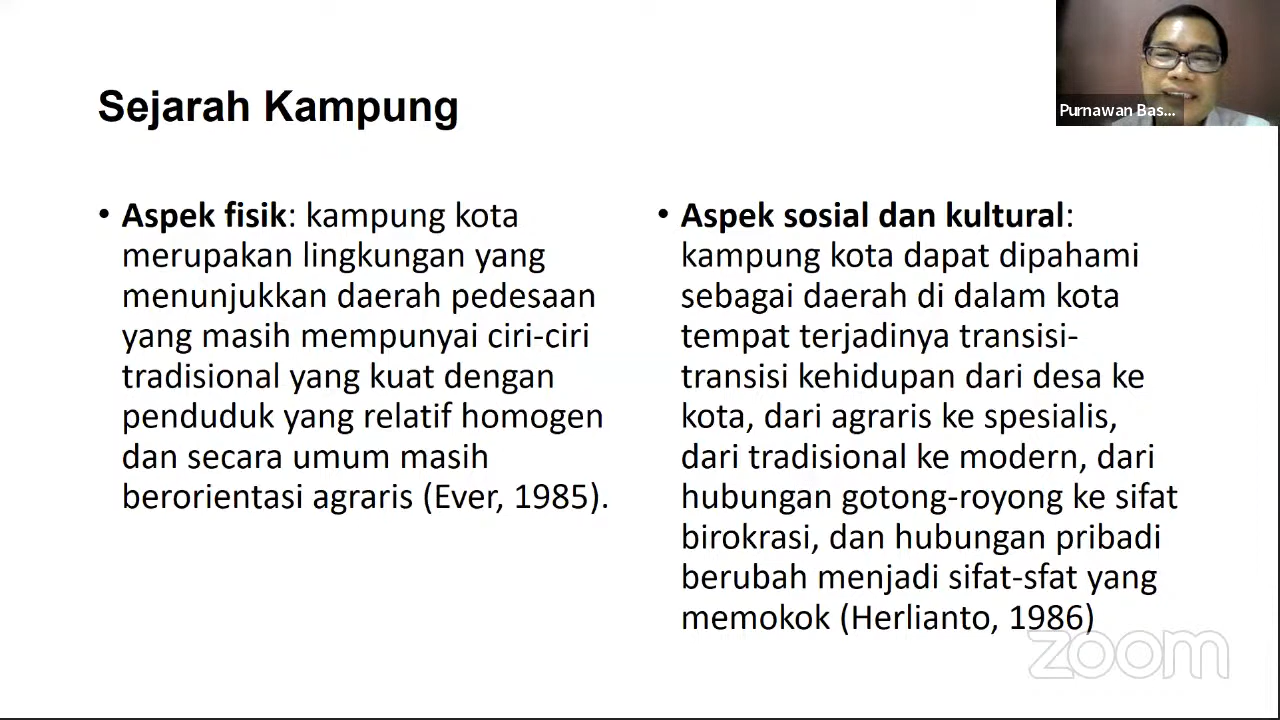 Sejarah Kampung
Purnawan Bas...
• Aspek fisik: kampung kota
merupakan lingkungan yang
menunjukkan daerah pedesaan
yang masih mempunyai ciri-ciri
tradisional yang kuat dengan
penduduk yang relatif homogen
dan secara umum masih
berorientasi agraris (Ever, 1985).
• Aspek sosial dan kultural:
kampung kota dapat dipahami
sebagai daerah di dalam kota
tempat terjadinya transisi-
transisi kehidupan dari desa ke
kota, dari agraris ke spesialis,
dari tradisional ke modern, dari
hubungan gotong-royong ke sifat
birokrasi, dan hubungan pribadi
berubah menjadi sifat-sfat yang
memokok (Herlianto, 1986)
zoom